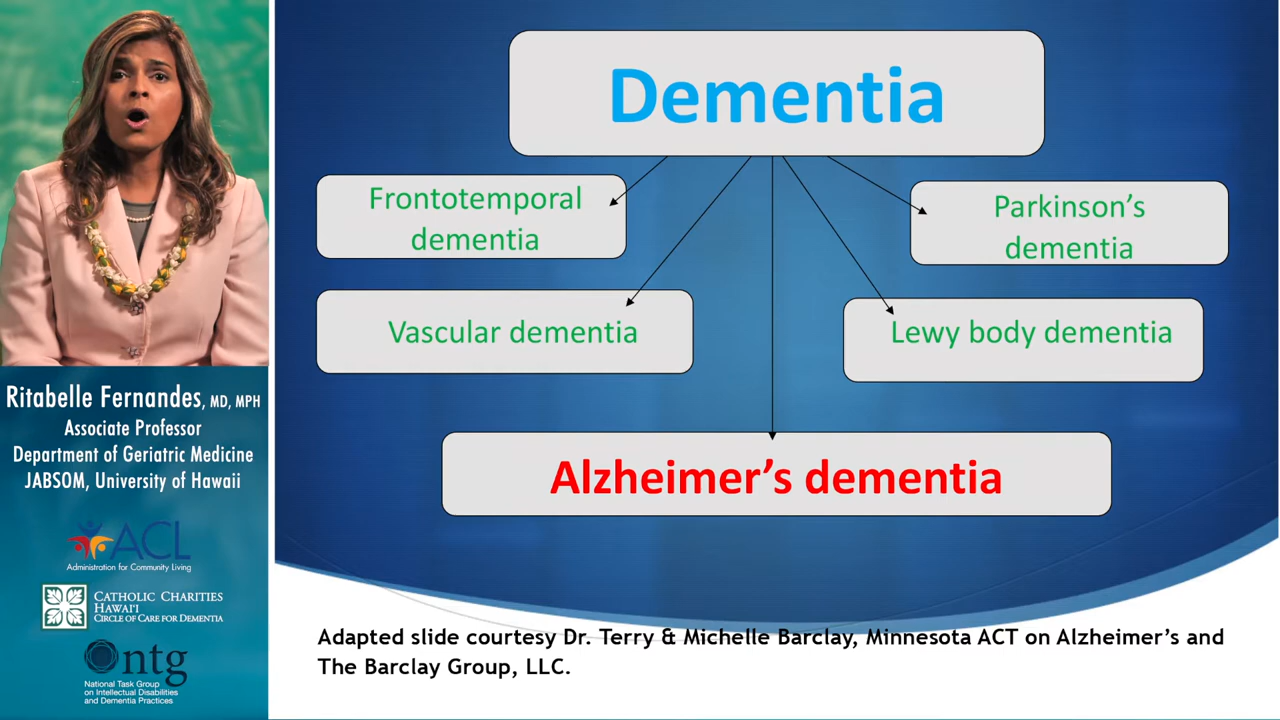 Dementia
Frontotemporal
dementia
Parkinson’s
dementia
Vascular dementia
Lewy body dementia
Alzheimer’s dementia
Adapted slide courtesy Dr. Terry & Michelle Barclay, Minnesota ACT on Alzheimer’s and
The Barclay Group, LLC.
Ritabelle Fernandes, MD, MPH
Associate Professor
Department of Geriatric Medicine
JABSOM, University of Hawaii
ACL
Administration for Community Living
CATHOLIC CHARITIES
HAWAI‘I
CIRCLE OF CARE FOR DEMENTIA
ntg
National Task Group
on Intellectual Disabilities
and Dementia Practices